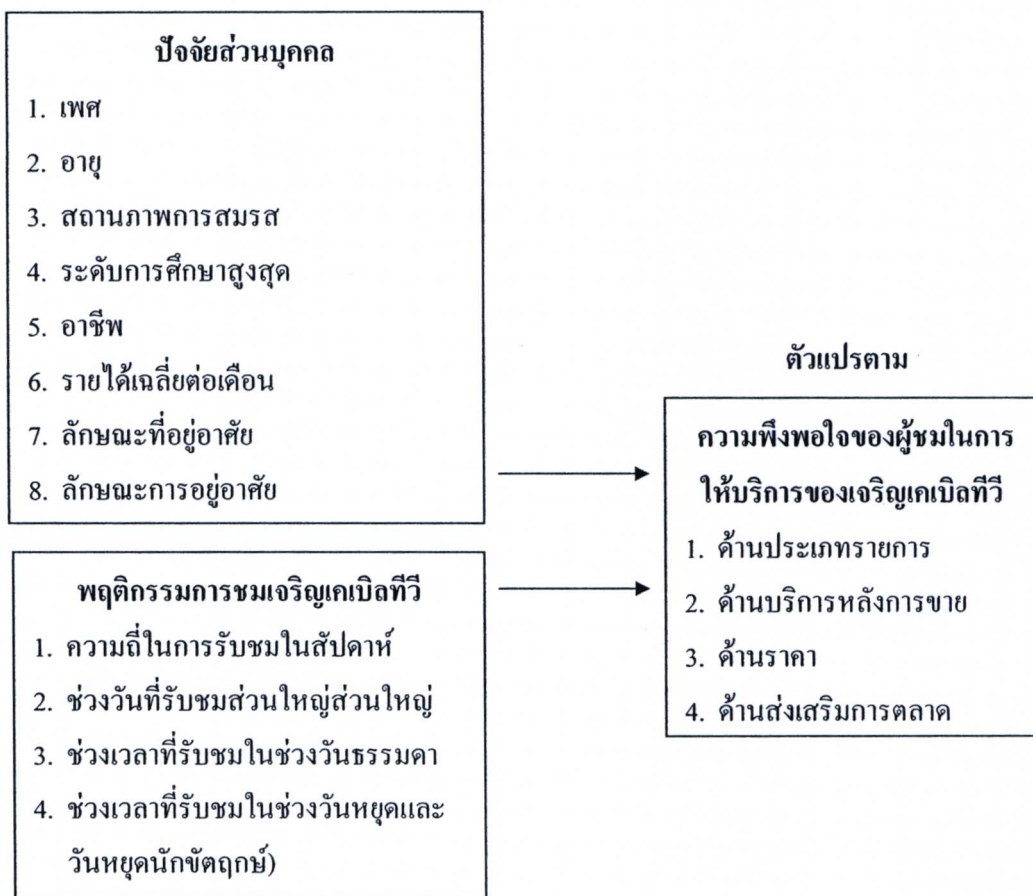 ปัจจัยส่วนบุคคล
1. เพศ
2. อายุ
3. สถานภาพการสมรส
4. ระดับการศึกษาสูงสุด
5. อาชีพ
6. รายได้เฉลี่ยต่อเดือน
7. ลักษณะที่อยู่อาศัย
8. ลักษณะการอยู่อาศัย
พฤติกรรมการชมเจริญเคเบิลทีวี
1. ความถี่ในการรับชมในสัปดาห์
2. ช่วงวันที่รับชมส่วนใหญ่ส่วนใหญ่
3. ช่วงเวลาที่รับชมในช่วงวันธรรมดา
4. ช่วงเวลาที่รับชมในช่วงวันหยุดและ
วันหยุดนักขัตฤกษ์)
ตัวแปรตาม
ความพึงพอใจของผู้ชมในการ
ให้บริการของเจริญเคเบิลทีวี
1. ด้านประเภทรายการ
2. ด้านบริการหลังการขาย
3. ด้านราคา
4. ด้านส่งเสริมการตลาด